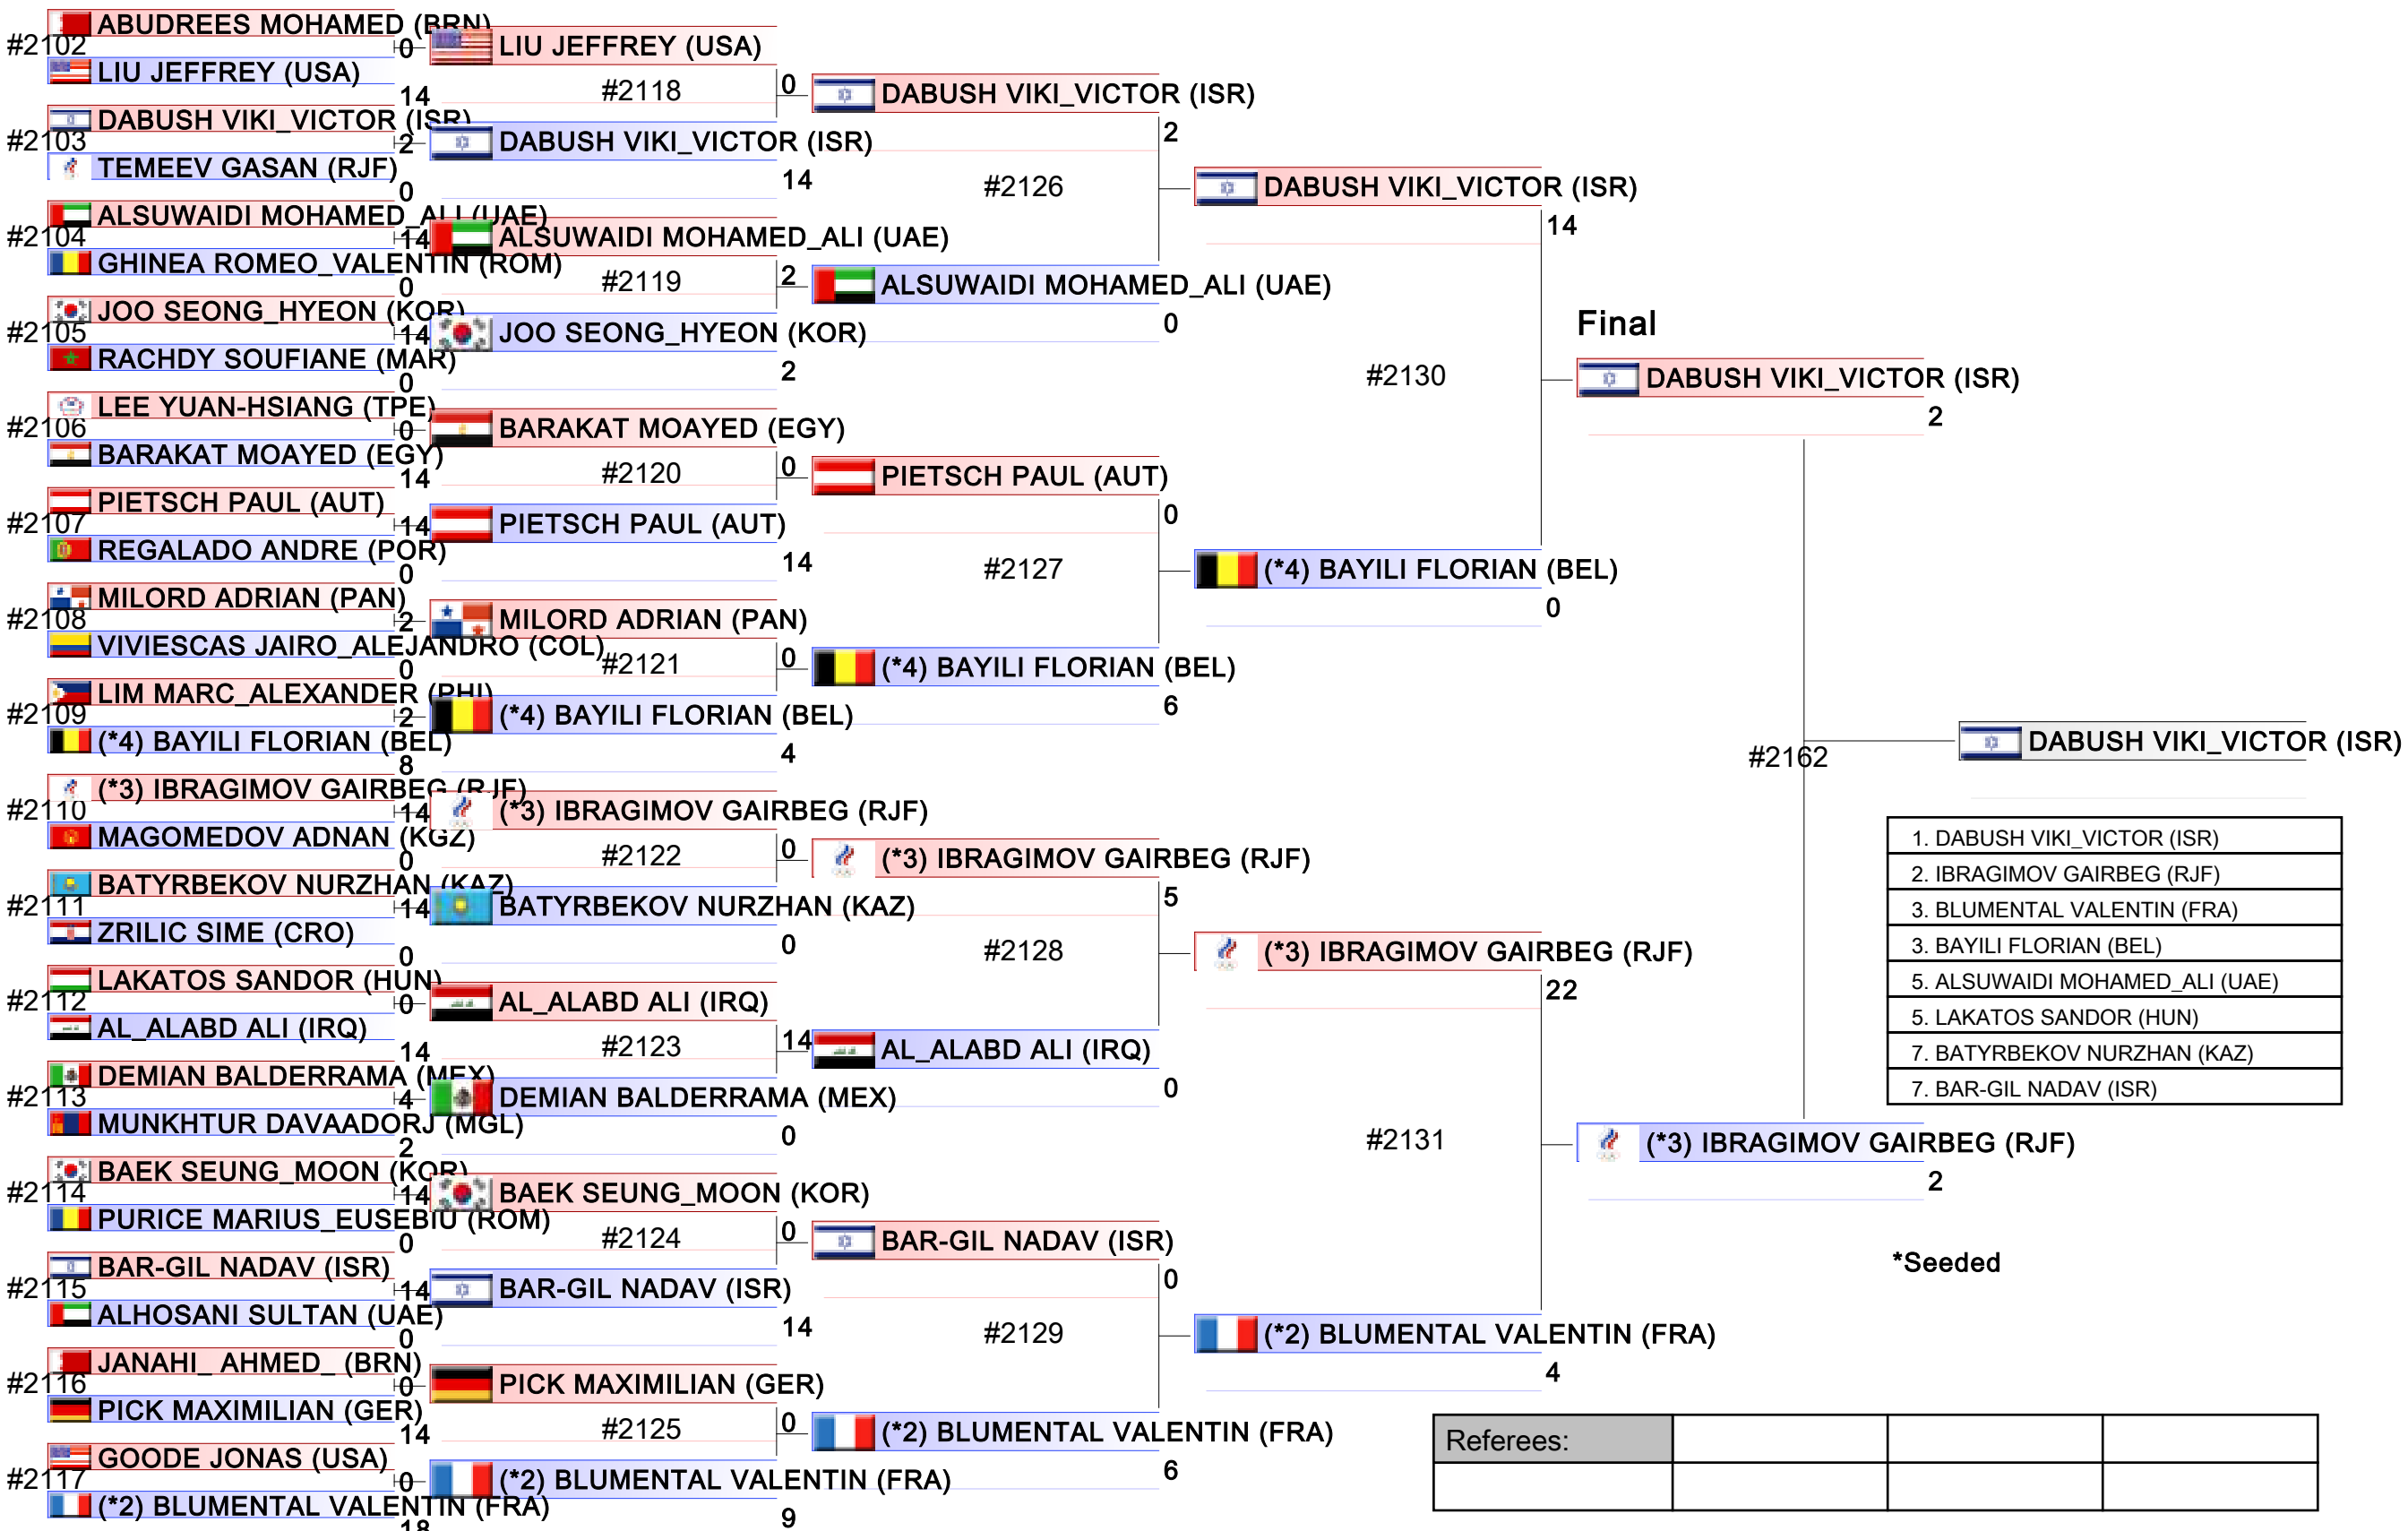 ABUDREES MOHAMED (BRN)
#2102
0
LIU JEFFREY (USA)
14
DABUSH VIKI_VICTOR (ISR)
#2103
2
TEMEEV GASAN (RJF)
0
ALSUWAIDI MOHAMED_ALI (UAE)
#2104
14
GHINEA ROMEO_VALENTIN (ROM)
0
JOO SEONG_HYEON (KOR)
#2105
14
RACHDY SOUFIANE (MAR)
0
LEE YUAN-HSIANG (TPE)
#2106
0
BARAKAT MOAYED (EGY)
14
PIETSCH PAUL (AUT)
#2107
14
REGALADO ANDRE (POR)
0
MILORD ADRIAN (PAN)
#2108
2
VIVIESCAS JAIRO_ALEJANDRO (COL)
0
LIM MARC_ALEXANDER (PHI)
#2109
2
(*4) BAYILI FLORIAN (BEL)
8
(*3) IBRAGIMOV GAIRBEG (RJF)
#2110
14
MAGOMEDOV ADNAN (KGZ)
0
BATYRBEKOV NURZHAN (KAZ)
#2111
14
ZRILIC SIME (CRO)
0
LAKATOS SANDOR (HUN)
#2112
0
AL_ALABD ALI (IRQ)
14
DEMIAN BALDERRAMA (MEX)
#2113
4
MUNKHTUR DAVAADORJ (MGL)
2
BAEK SEUNG_MOON (KOR)
#2114
14
PURICE MARIUS_EUSEBIU (ROM)
0
BAR-GIL NADAV (ISR)
#2115
14
ALHOSANI SULTAN (UAE)
0
JANAHI_ AHMED_ (BRN)
#2116
0
PICK MAXIMILIAN (GER)
14
GOODE JONAS (USA)
#2117
0
(*2) BLUMENTAL VALENTIN (FRA)
18
LIU JEFFREY (USA)
#2118
0
DABUSH VIKI_VICTOR (ISR)
14
ALSUWAIDI MOHAMED_ALI (UAE)
#2119
2
JOO SEONG_HYEON (KOR)
2
BARAKAT MOAYED (EGY)
#2120
0
PIETSCH PAUL (AUT)
14
MILORD ADRIAN (PAN)
#2121
0
(*4) BAYILI FLORIAN (BEL)
4
(*3) IBRAGIMOV GAIRBEG (RJF)
#2122
0
BATYRBEKOV NURZHAN (KAZ)
0
AL_ALABD ALI (IRQ)
#2123
14
DEMIAN BALDERRAMA (MEX)
0
BAEK SEUNG_MOON (KOR)
#2124
0
BAR-GIL NADAV (ISR)
14
PICK MAXIMILIAN (GER)
#2125
0
(*2) BLUMENTAL VALENTIN (FRA)
9
DABUSH VIKI_VICTOR (ISR)
2
#2126
ALSUWAIDI MOHAMED_ALI (UAE)
0
PIETSCH PAUL (AUT)
0
#2127
(*4) BAYILI FLORIAN (BEL)
6
(*3) IBRAGIMOV GAIRBEG (RJF)
5
#2128
AL_ALABD ALI (IRQ)
0
BAR-GIL NADAV (ISR)
0
#2129
(*2) BLUMENTAL VALENTIN (FRA)
6
DABUSH VIKI_VICTOR (ISR)
14
#2130
(*4) BAYILI FLORIAN (BEL)
0
(*3) IBRAGIMOV GAIRBEG (RJF)
22
#2131
(*2) BLUMENTAL VALENTIN (FRA)
4
Final
DABUSH VIKI_VICTOR (ISR)
2
#2162
(*3) IBRAGIMOV GAIRBEG (RJF)
2
DABUSH VIKI_VICTOR (ISR)
1. DABUSH VIKI_VICTOR (ISR)
2. IBRAGIMOV GAIRBEG (RJF)
3. BLUMENTAL VALENTIN (FRA)
3. BAYILI FLORIAN (BEL)
5. ALSUWAIDI MOHAMED_ALI (UAE)
5. LAKATOS SANDOR (HUN)
7. BATYRBEKOV NURZHAN (KAZ)
7. BAR-GIL NADAV (ISR)
*Seeded
Referees: